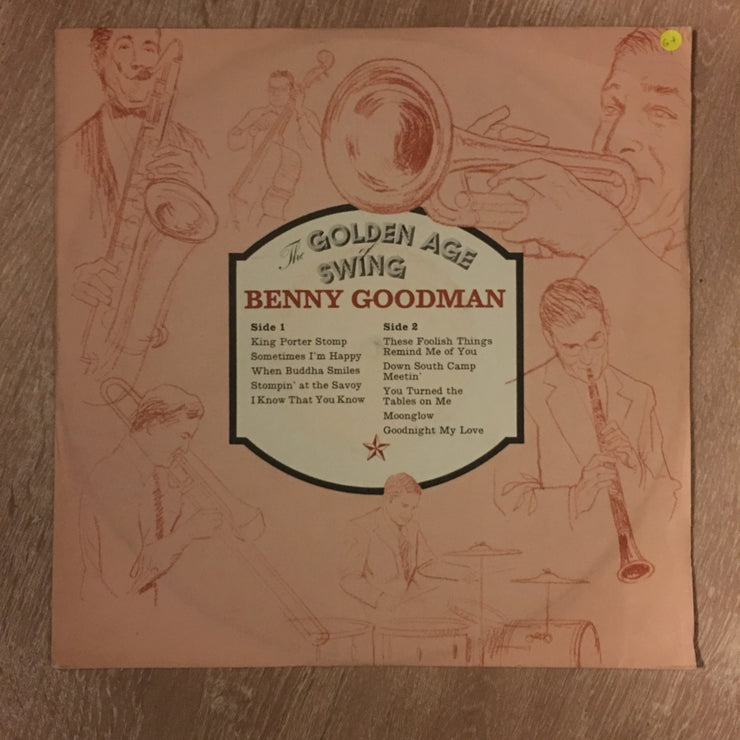 G+
The GOLDEN AGE
of
SWING
BENNY GOODMAN
Side 1
King Porter Stomp
Sometimes I'm Happy
When Buddha Smiles
Stompin' at the Savoy
I Know That You Know
Side 2
These Foolish Things
Remind Me of You
Down South Camp
Meetin'
You Turned the
Tables on Me
Moonglow
Goodnight My Love